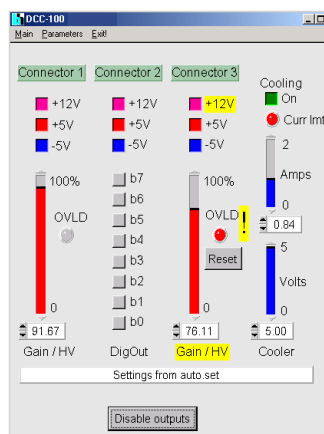 DCC-100
Main Parameters Exit!
Connector 1 Connector 2 Connector 3
Cooling
On
Curr lmt
+12V +12V +12V
+5V +5V +5V
-5V -5V -5V
2
Amps
0
0.84
100%
OVLD
0
91.67
Gain / HV
b7
b6
b5
b4
b3
b2
b1
b0
DigOut
100%
OVLD !
Reset
0
76.11
Gain / HV
5
Volts
0
5.00
Cooler
Settings from auto.set
Disable outputs